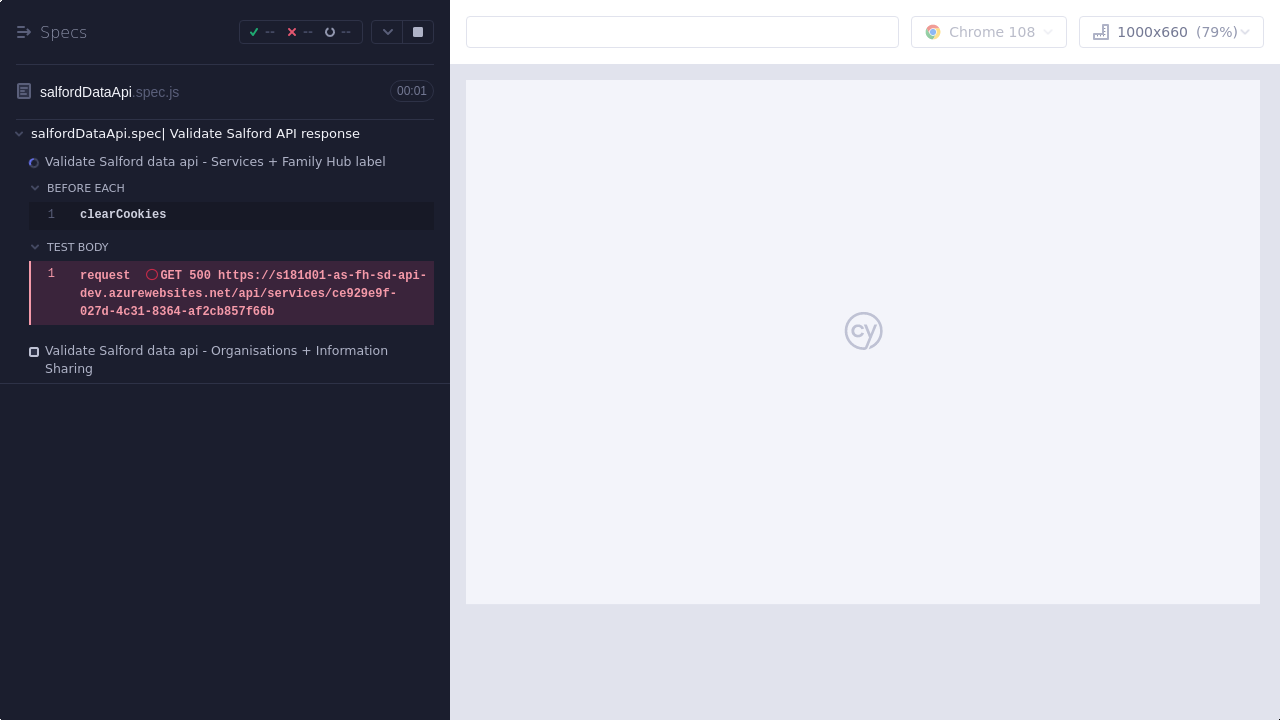 Specs
--
--
--
Chrome 108
1000x660 (79%)
salfordDataApi.spec.js
00:01
salfordDataApi.spec| Validate Salford API response
Validate Salford data api - Services + Family Hub label
BEFORE EACH
1 clearCookies
TEST BODY
1 request GET 500 https://s181d01-as-fh-sd-api-
dev.azurewebsites.net/api/services/ce929e9f-
027d-4c31-8364-af2cb857f66b
Validate Salford data api - Organisations + Information
Sharing
cy